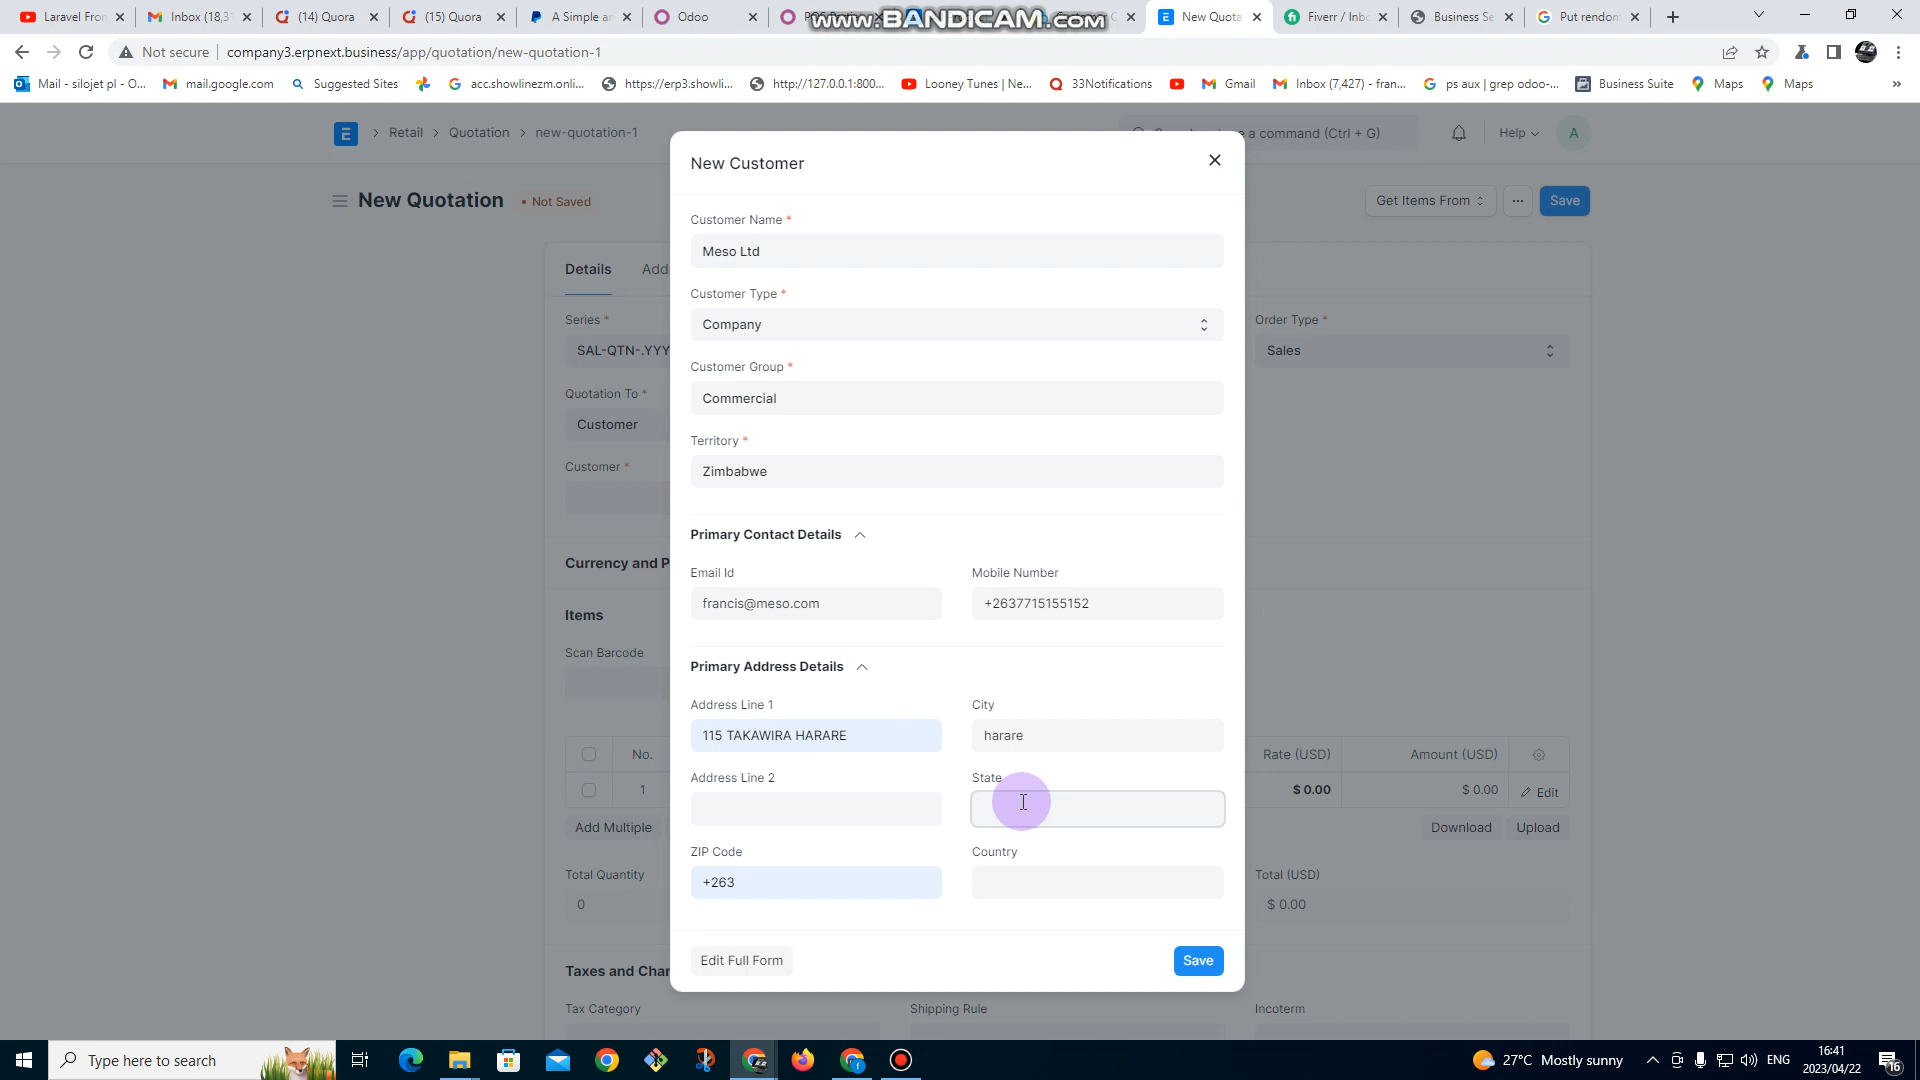 Laravel Fron
Inbox (18,31
(14) Quora
(15) Quora
A Simple an
Odoo
www.BANDICAM.com
New Quota
Fiverr / Inbo
Business Se
Put rendom
Not secure
company3.erpnext.business/app/quotation/new-quotation-1
Mail - silojet pl - O...
mail.google.com
Suggested Sites
acc.showlinezm.onli...
https://erp3.showli...
http://127.0.0.1:800...
Looney Tunes | Ne...
33Notifications
Gmail
Inbox (7,427) - fran...
ps aux | grep odoo-...
Business Suite
Maps
Maps
E
Retail
Quotation
new-quotation-1
e a command (Ctrl + G)
Help
A
New Quotation
Not Saved
Get Items From
Save
New Customer
Customer Name *
Meso Ltd
Customer Type *
Company
Customer Group *
Commercial
Territory *
Zimbabwe
Primary Contact Details
Email Id
Mobile Number
francis@meso.com
+2637715155152
Primary Address Details
Address Line 1
City
115 TAKAWIRA HARARE
harare
Address Line 2
State
ZIP Code
Country
+263
Edit Full Form
Save
Details
Add
Series *
SAL-QTN-.YYY
Order Type *
Sales
Quotation To *
Customer
Customer *
Currency and P
Items
Scan Barcode
No.
Rate (USD)
Amount (USD)
1
$ 0.00
$ 0.00
Edit
Add Multiple
Download
Upload
Total Quantity
Total (USD)
0
$ 0.00
Taxes and Char
Tax Category
Shipping Rule
Incoterm
Type here to search
27°C Mostly sunny
ENG
16:41
2023/04/22
16